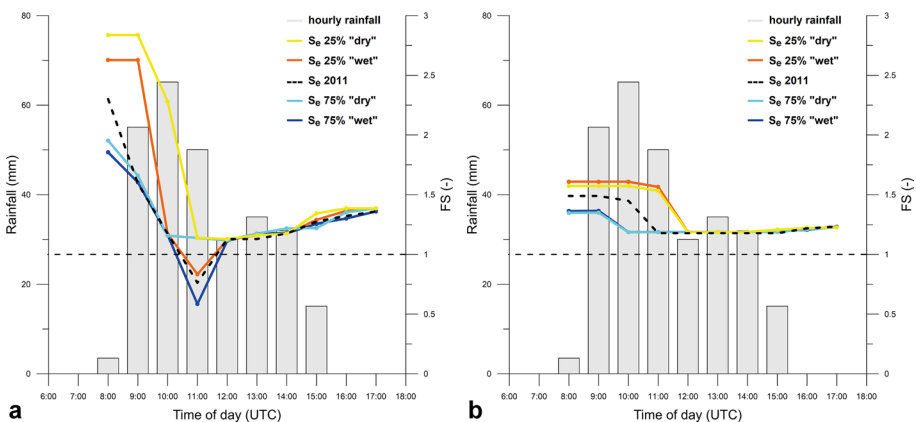 80
60
40
20
0
Rainfall (mm)
3
2.5
2
1.5
1
0.5
0
FS (-)
hourly rainfall
Se 25% "dry"
Se 25% "wet"
Se 2011
Se 75% "dry"
Se 75% "wet"
6:00 7:00 8:00 9:00 10:00 11:00 12:00 13:00 14:00 15:00 16:00 17:00 18:00
Time of day (UTC)
a
80
60
40
20
0
Rainfall (mm)
3
2.5
2
1.5
1
0.5
0
FS (-)
hourly rainfall
Se 25% "dry"
Se 25% "wet"
Se 2011
Se 75% "dry"
Se 75% "wet"
6:00 7:00 8:00 9:00 10:00 11:00 12:00 13:00 14:00 15:00 16:00 17:00 18:00
Time of day (UTC)
b